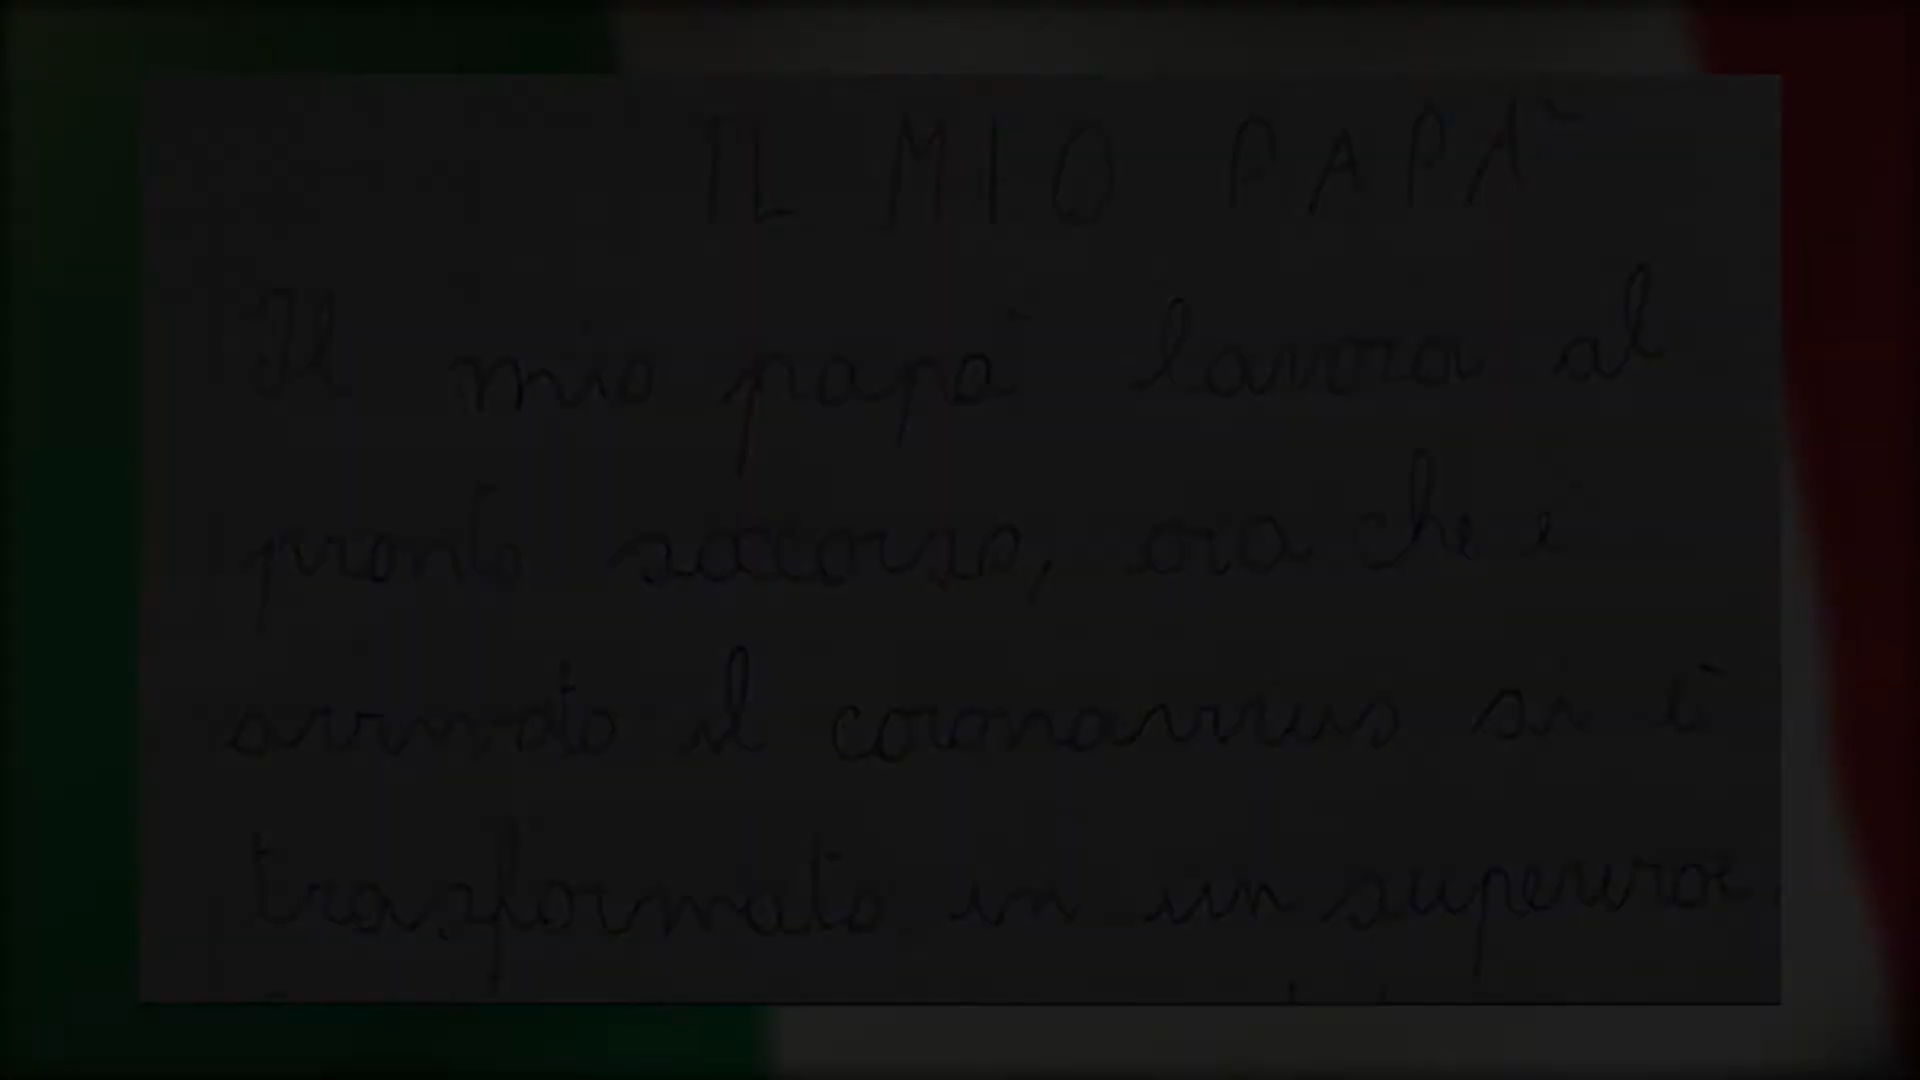 IL MIO PAPÀ
Il mio papà lavora al
pronto soccorso, ora che è
arrivato il coronavirus si è
trasformato in un supereroe